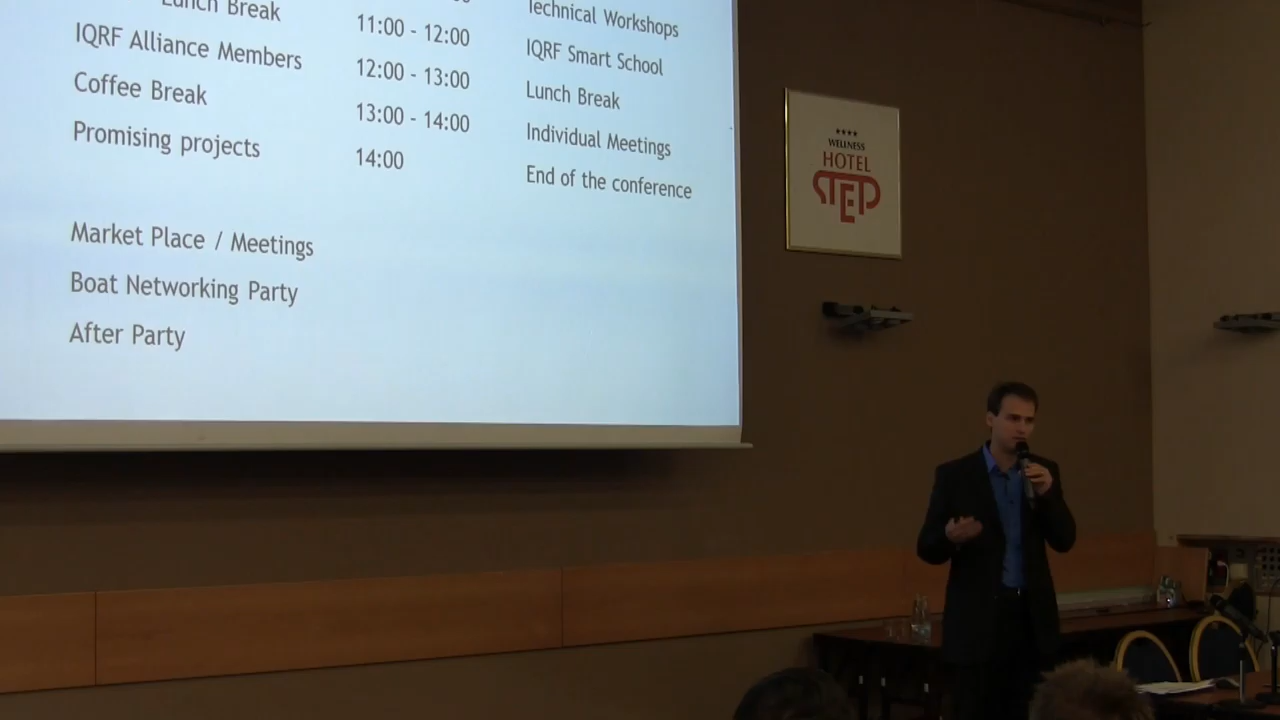 Lunch Break
IQRF Alliance Members
Coffee Break
Promising projects
Market Place / Meetings
Boat Networking Party
After Party
11:00 - 12:00
12:00 - 13:00
13:00 - 14:00
14:00
Technical Workshops
IQRF Smart School
Lunch Break
Individual Meetings
End of the conference
WELLNESS
HOTEL
STEP